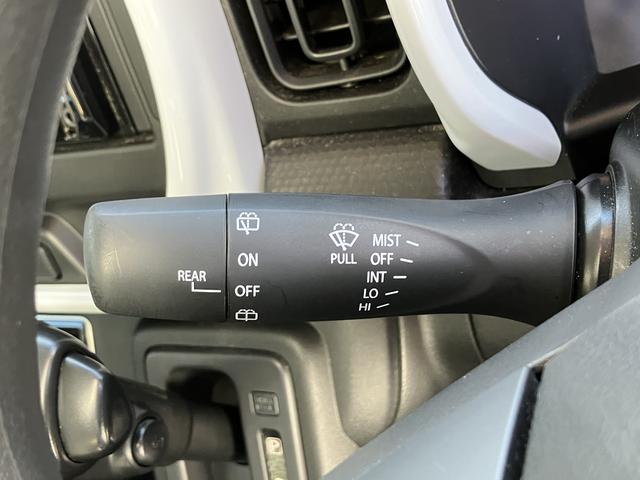 REAR
ON
OFF
PULL
MIST
OFF
INT
LO
HI
P